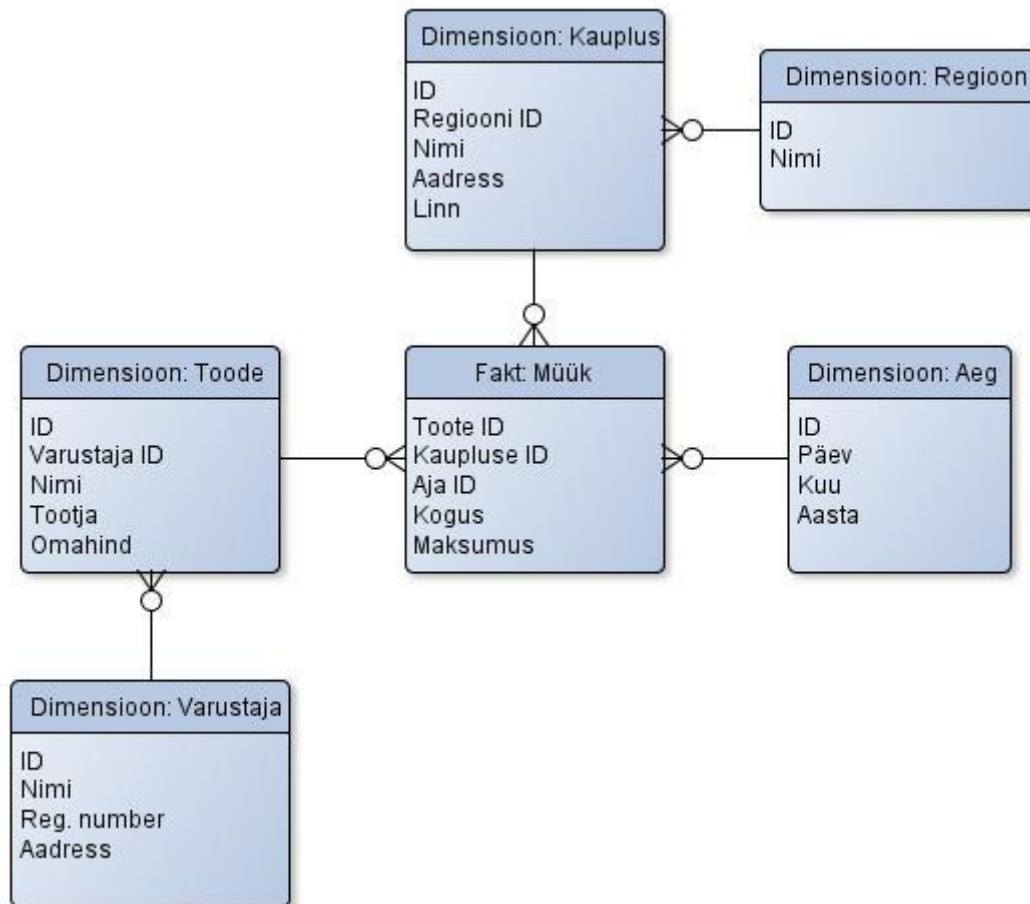 Dimensioon: Kauplus
ID
Regiooni ID
Nimi
Aadress
Linn
Dimensioon: Regioon
ID
Nimi
Dimensioon: Toode
ID
Varustaja ID
Nimi
Tootja
Omahind
Fakt: Müük
Toote ID
Kaupluse ID
Aja ID
Kogus
Maksumus
Dimensioon: Aeg
ID
Päev
Kuu
Aasta
Dimensioon: Varustaja
ID
Nimi
Reg. number
Aadress